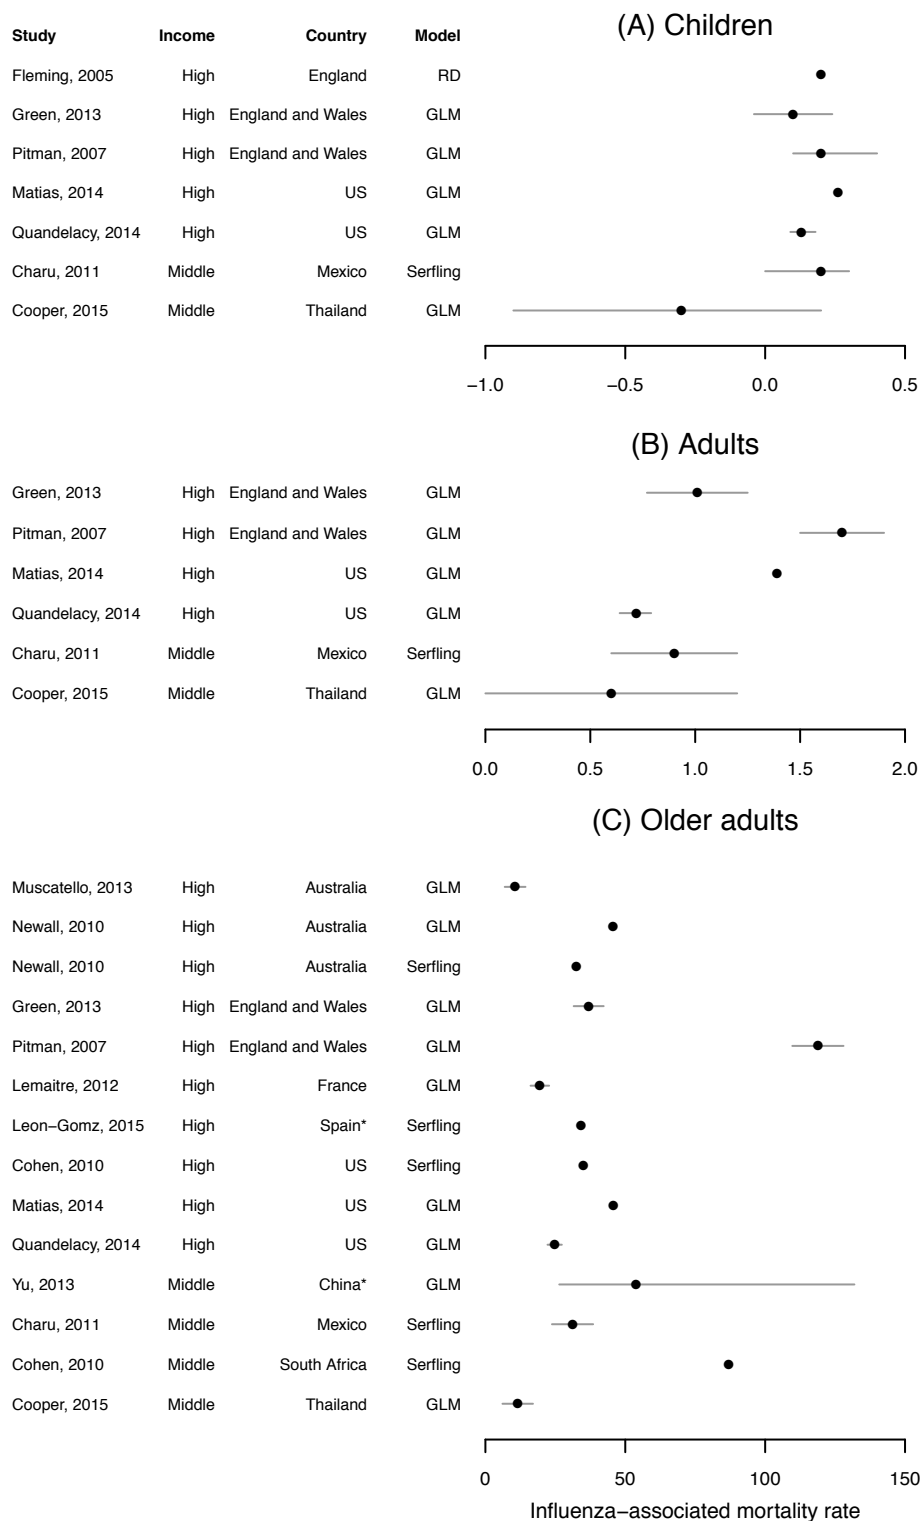 (A) Children
Study Income Country Model
Fleming, 2005 High England RD
Green, 2013 High England and Wales GLM
Pitman, 2007 High England and Wales GLM
Matias, 2014 High US GLM
Quandelacy, 2014 High US GLM
Charu, 2011 Middle Mexico Serfling
Cooper, 2015 Middle Thailand GLM
−1.0 −0.5 0.0 0.5
(B) Adults
Green, 2013 High England and Wales GLM
Pitman, 2007 High England and Wales GLM
Matias, 2014 High US GLM
Quandelacy, 2014 High US GLM
Charu, 2011 Middle Mexico Serfling
Cooper, 2015 Middle Thailand GLM
0.0 0.5 1.0 1.5 2.0
(C) Older adults
Muscatello, 2013 High Australia GLM
Newall, 2010 High Australia GLM
Newall, 2010 High Australia Serfling
Green, 2013 High England and Wales GLM
Pitman, 2007 High England and Wales GLM
Lemaitre, 2012 High France GLM
Leon−Gomz, 2015 High Spain* Serfling
Cohen, 2010 High US Serfling
Matias, 2014 High US GLM
Quandelacy, 2014 High US GLM
Yu, 2013 Middle China* GLM
Charu, 2011 Middle Mexico Serfling
Cohen, 2010 Middle South Africa Serfling
Cooper, 2015 Middle Thailand GLM
0 50 100 150
Influenza−associated mortality rate